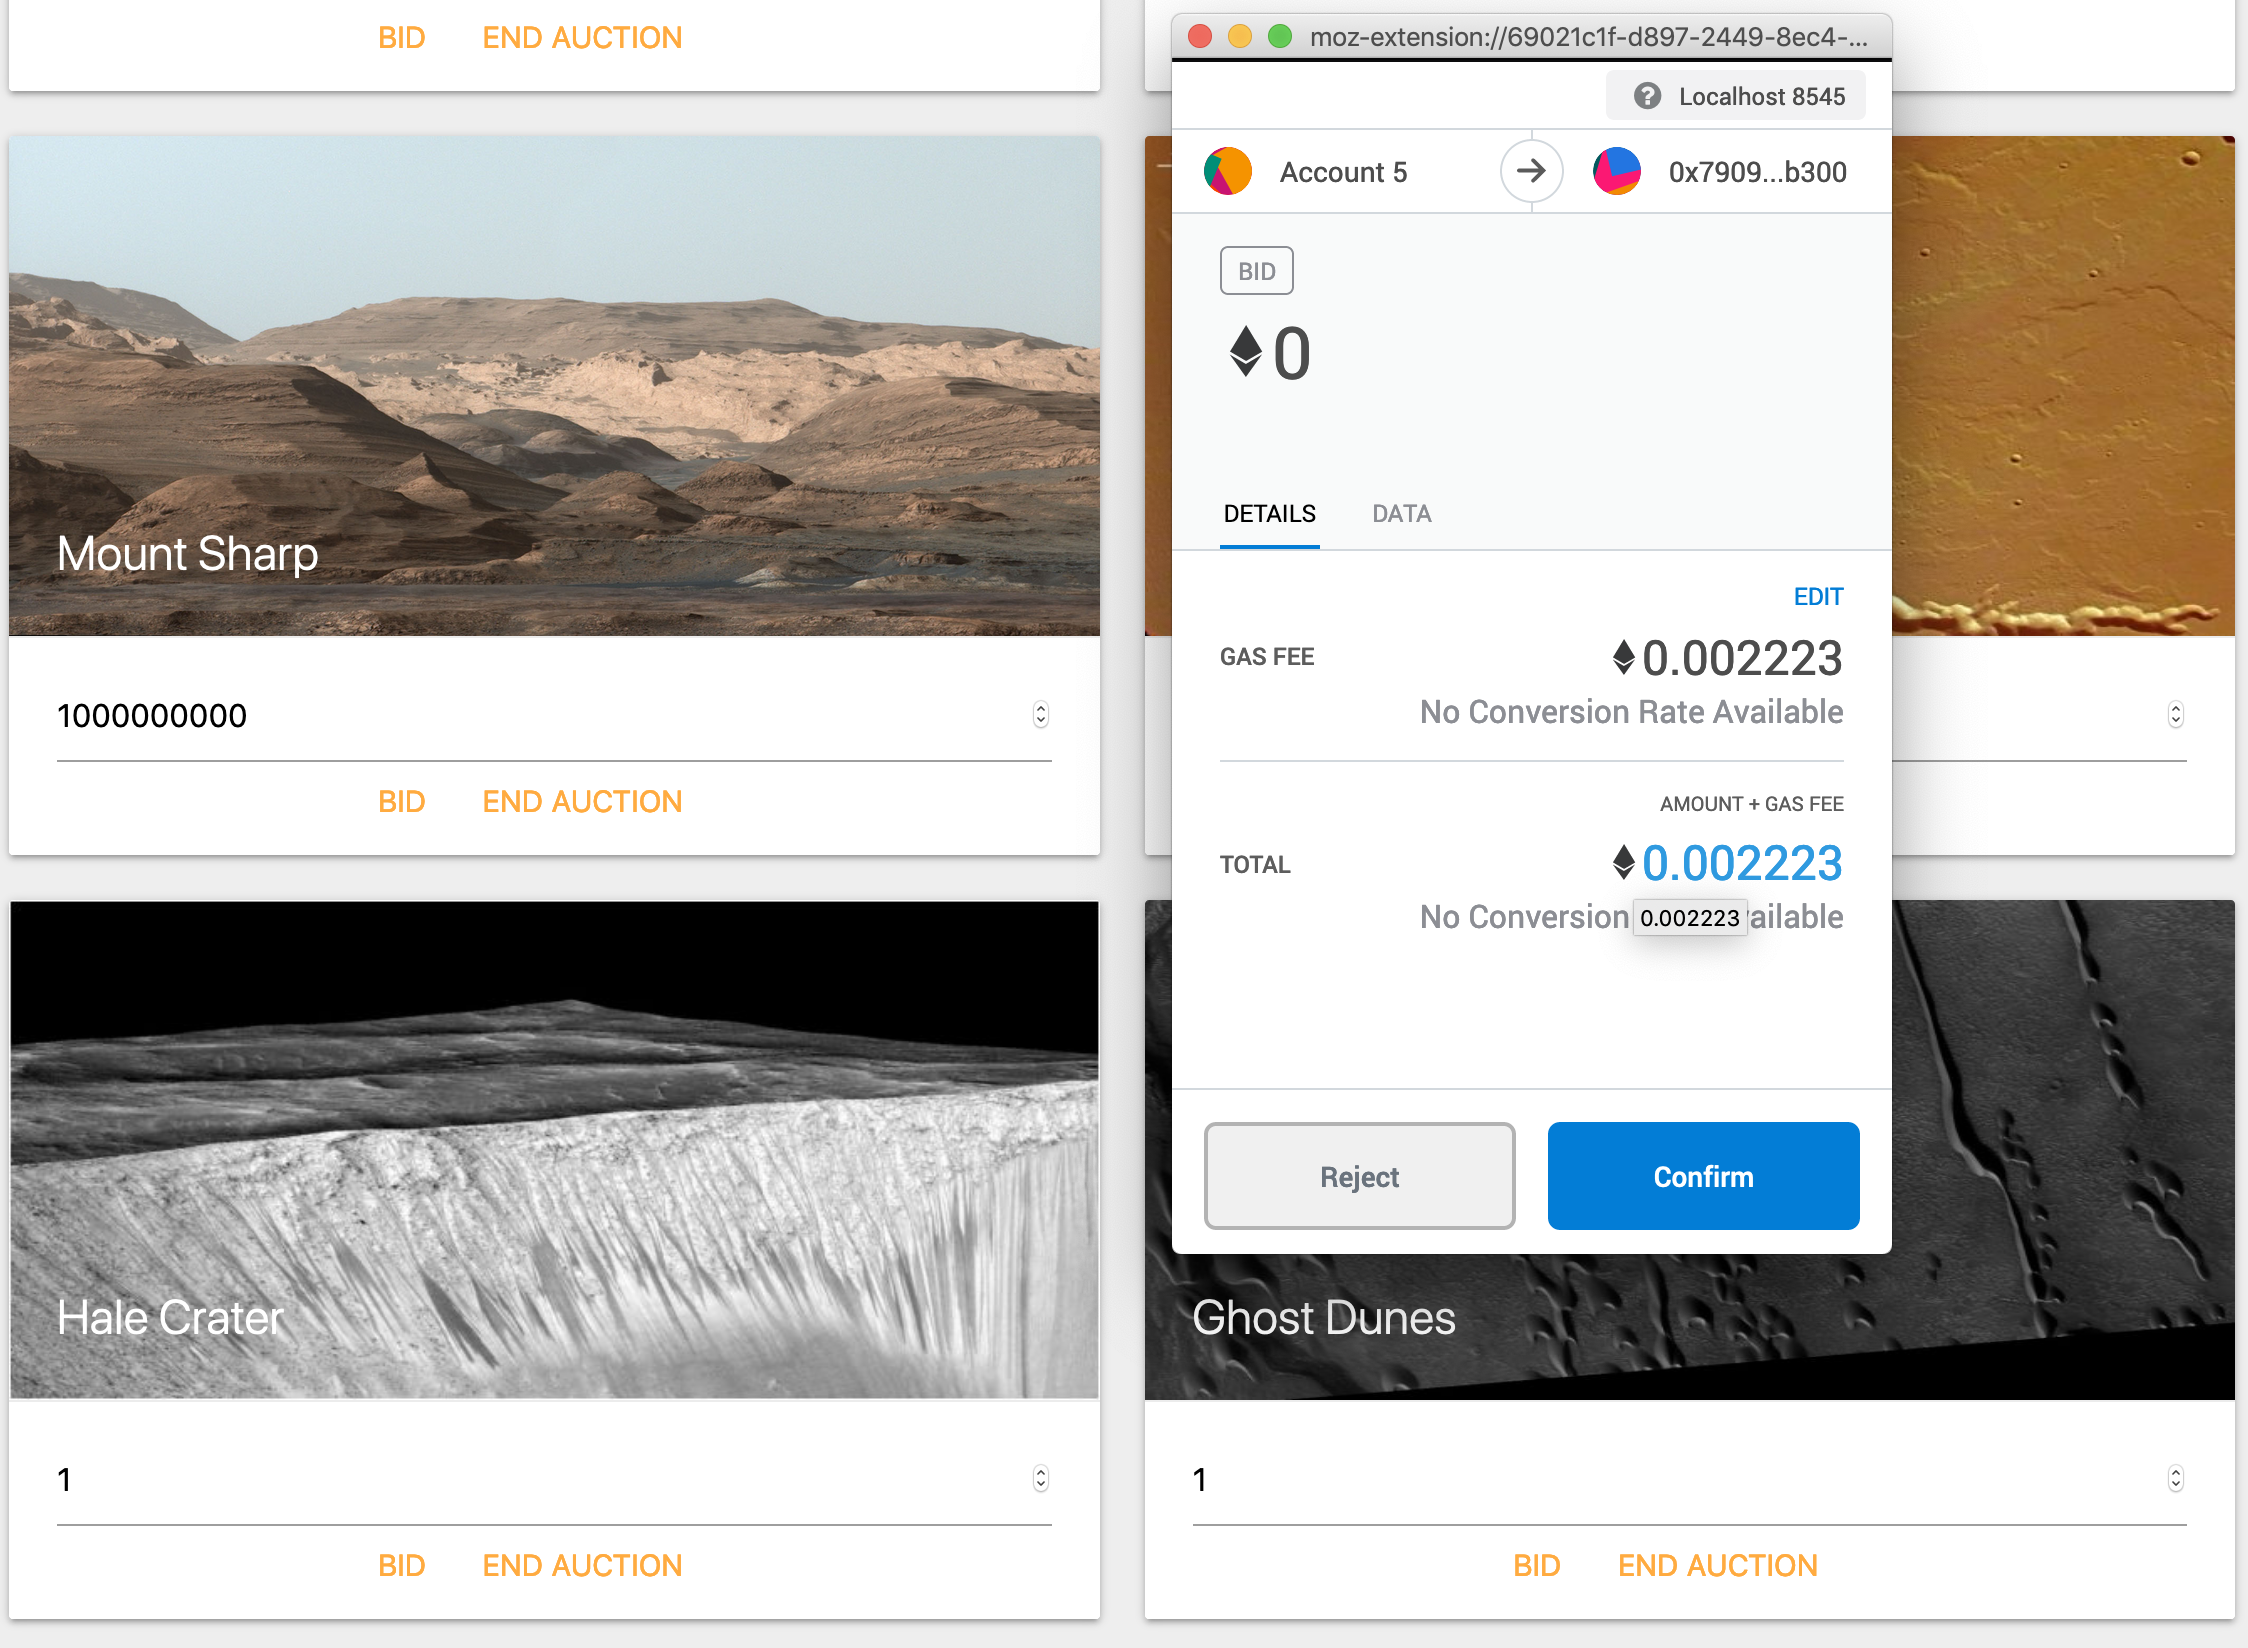 BID END AUCTION
moz-extension://69021c1f-d897-2449-8ec4-...
Localhost 8545
Account 5
0x7909...b300
BID
0
DETAILS DATA
EDIT
GAS FEE
0.002223
No Conversion Rate Available
AMOUNT + GAS FEE
TOTAL
0.002223
No Conversion
0.002223
ailable
Reject
Confirm
Mount Sharp
1000000000
BID END AUCTION
Hale Crater
1
BID END AUCTION
Ghost Dunes
1
BID END AUCTION